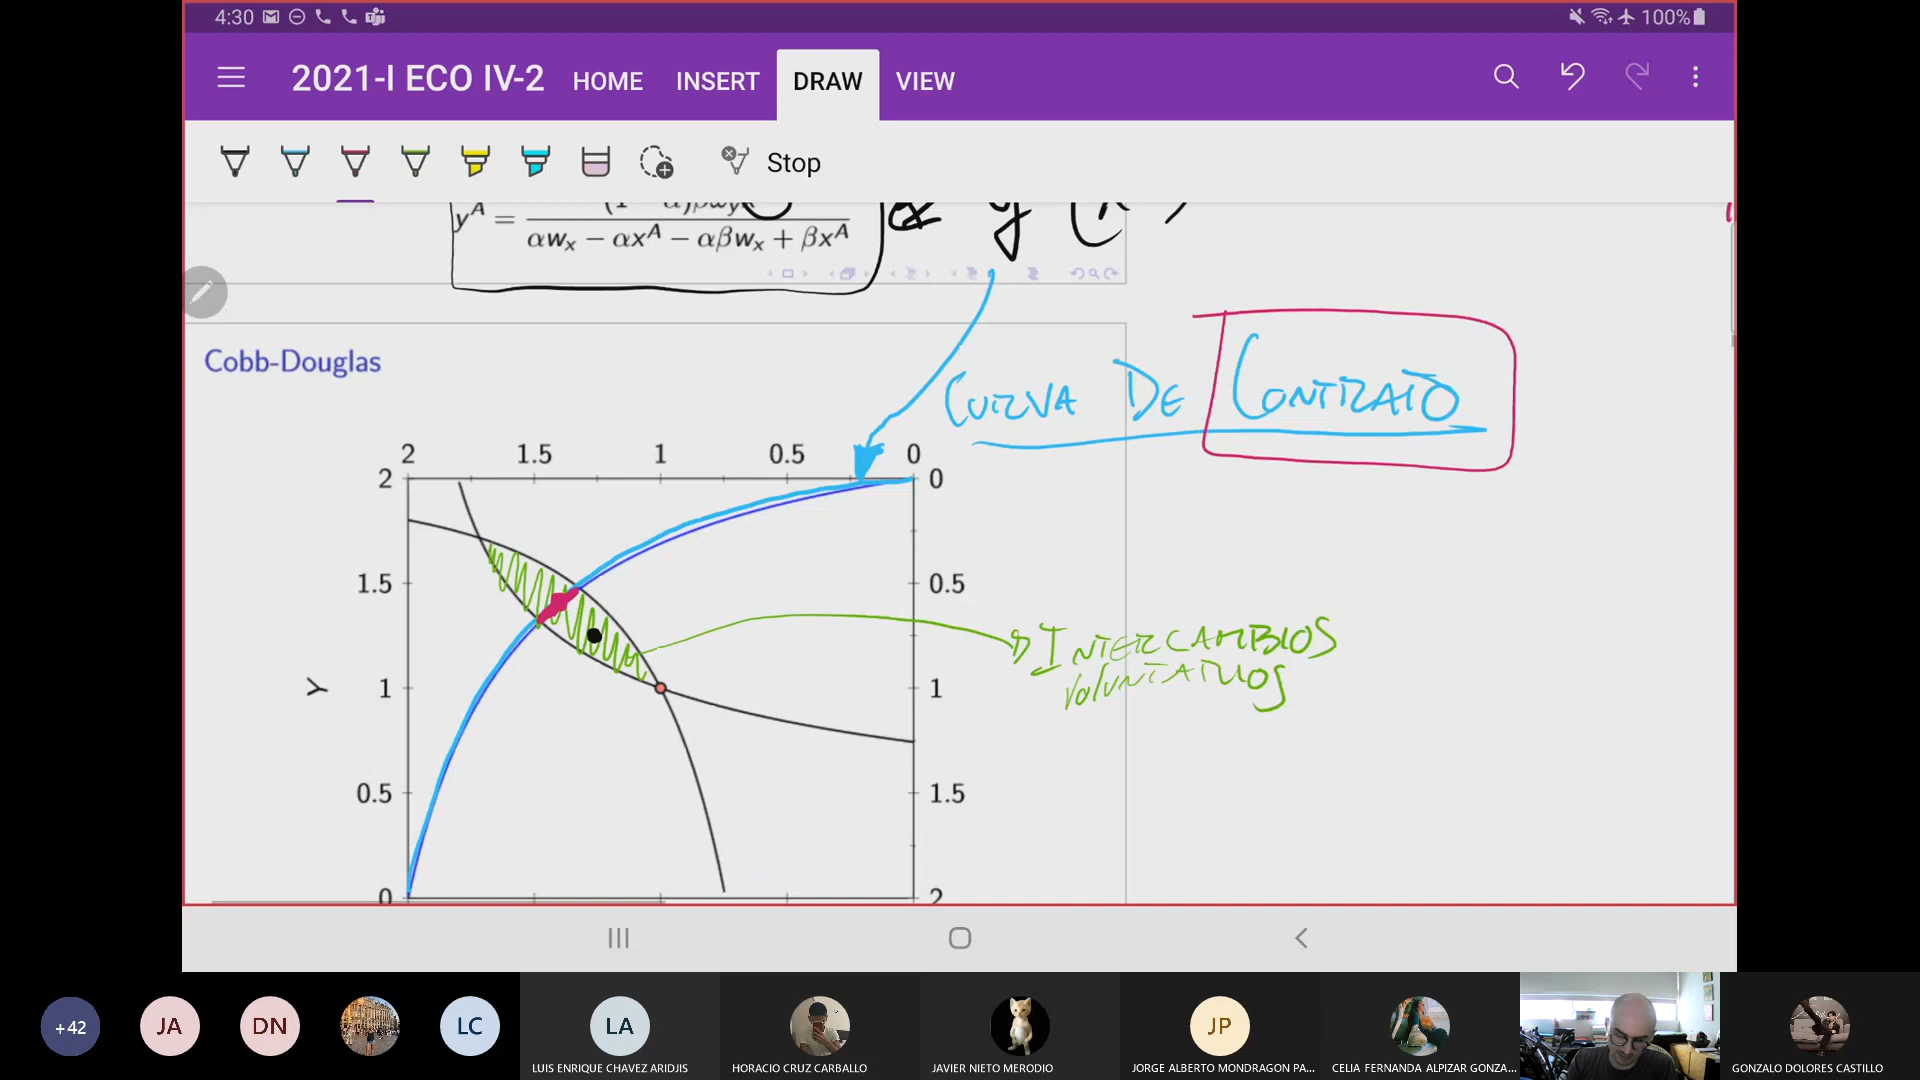 4:30 100%
2021-I ECO IV-2 HOME INSERT DRAW VIEW
Stop
y^A = (1 − α)βωy / αw_x − αx^A − αβw_x + βx^A
Cobb-Douglas
CURVA DE CONTRATO
2 1.5 1 0.5 0
2 0
1.5 0.5
INTERCAMBIOS
VOLUNTARIOS
Y 1 1
0.5 1.5
0 2
+42 JA DN LC LA JP
LUIS ENRIQUE CHAVEZ ARIDJIS
HORACIO CRUZ CARBALLO
JAVIER NIETO MERODIO
JORGE ALBERTO MONDRAGON PA...
CELIA FERNANDA ALPIZAR GONZA...
GONZALO DOLORES CASTILLO